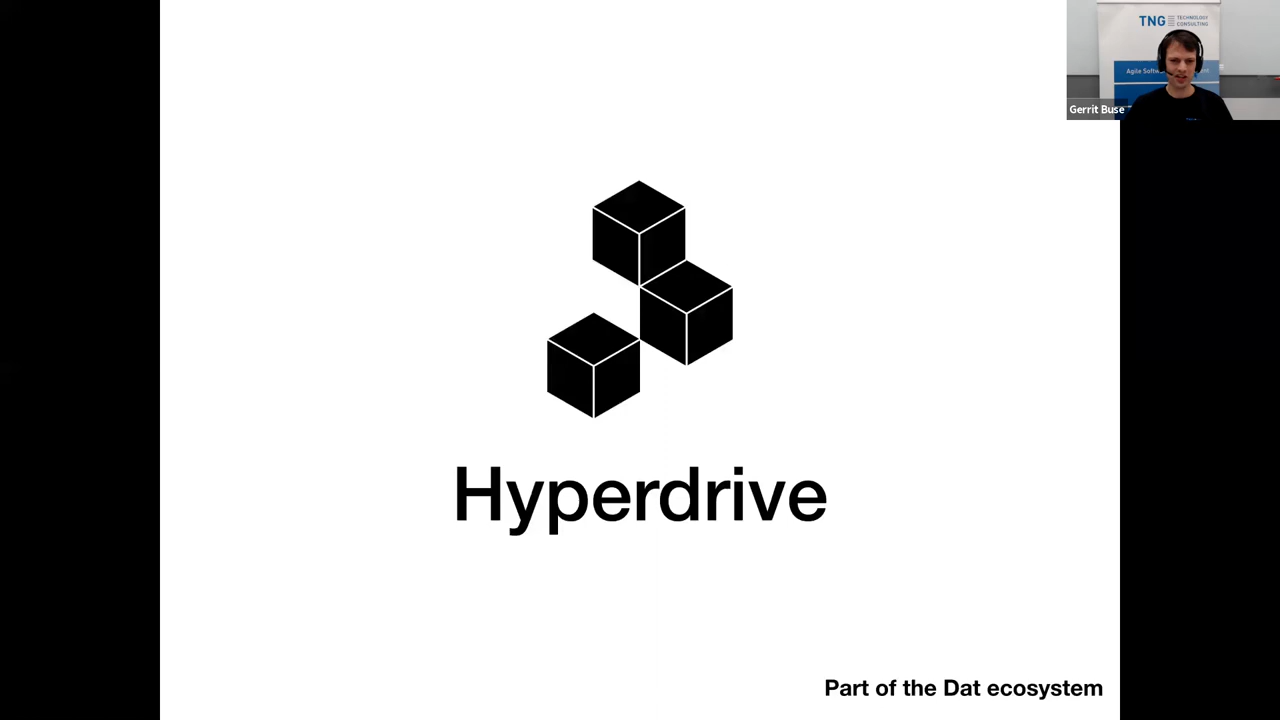 TNG TECHNOLOGY
CONSULTING
Gerrit Buse
Hyperdrive
Part of the Dat ecosystem